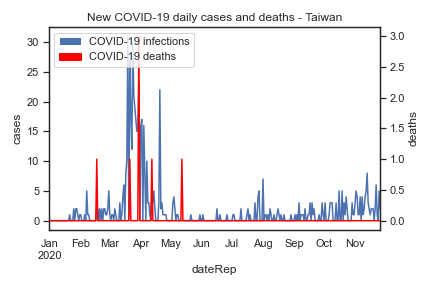 New COVID-19 daily cases and deaths - Taiwan
COVID-19 infections
COVID-19 deaths
cases
30
25
20
15
10
5
0
deaths
3.0
2.5
2.0
1.5
1.0
0.5
0.0
Jan Feb Mar Apr May Jun Jul Aug Sep Oct Nov
2020
dateRep